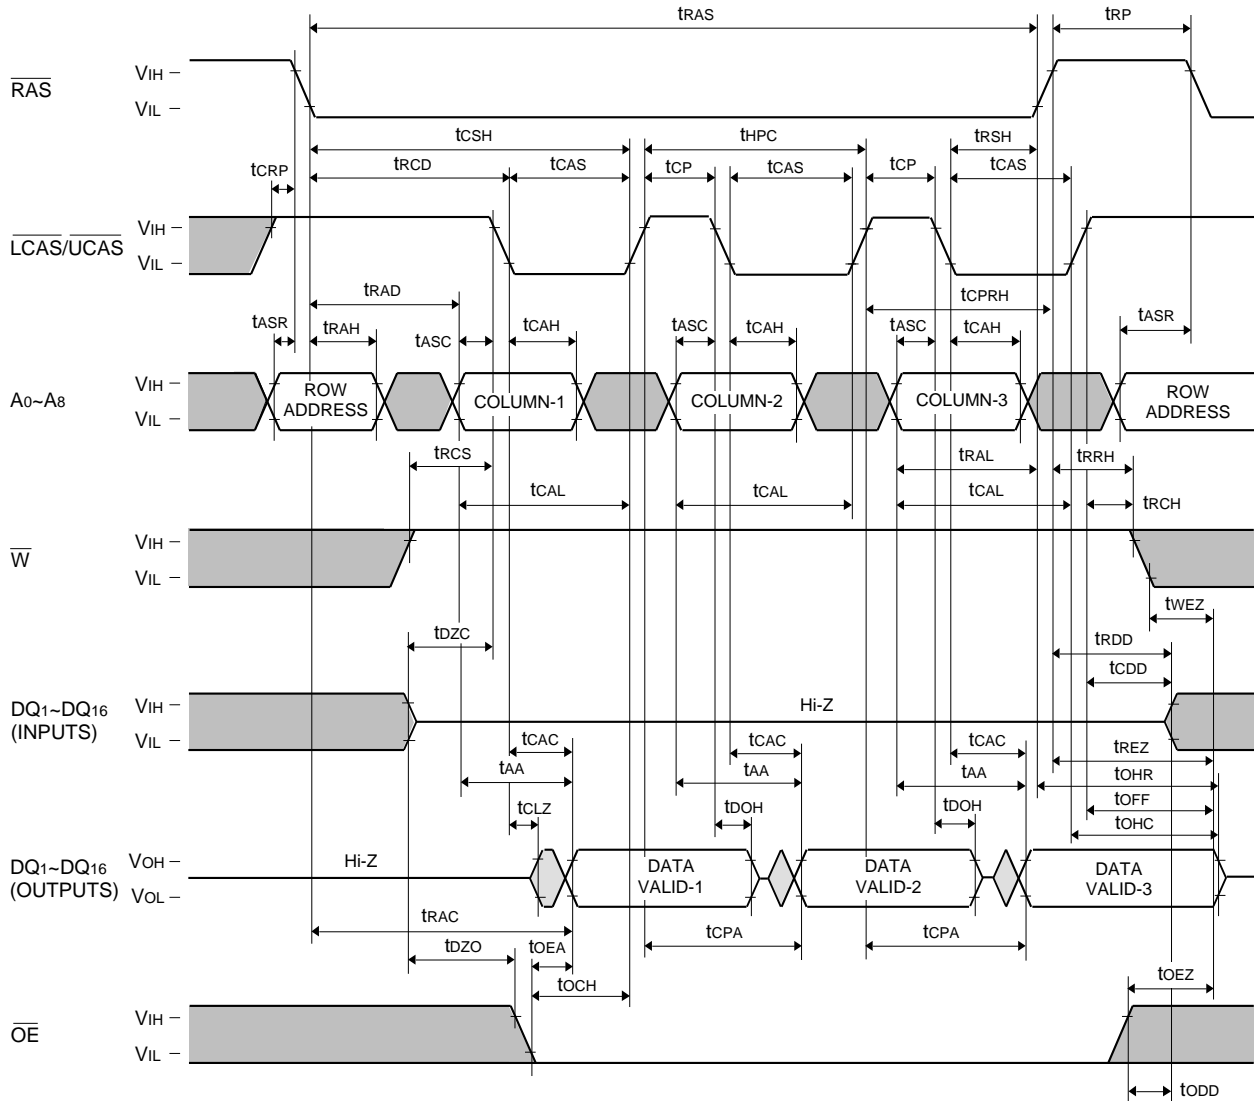 tRAS tRP
VIH
RAS
VIL
tCSH tHPC tRSH
tCRP tRCD tCAS tCP tCAS tCP tCAS
VIH
LCAS/UCAS
VIL
tRAD tCPRH
tASR tRAH tASC tCAH tASC tCAH tASC tCAH tASR
VIH
A0~A8
VIL
ROW ADDRESS
COLUMN-1
COLUMN-2
COLUMN-3
ROW ADDRESS
tRCS tRAL tRRH
tCAL tCAL tCAL tRCH
VIH
W
VIL
tWEZ
tDZC tRDD
tCDD
VIH
DQ1~DQ16
(INPUTS)
VIL
Hi-Z
tCAC tCAC tCAC tREZ
tAA tAA tAA tOHR
tCLZ tDOH tDOH tOFF
tOHC
VOH
DQ1~DQ16
(OUTPUTS)
VOL
Hi-Z
DATA
VALID-1
DATA
VALID-2
DATA
VALID-3
tRAC tCPA tCPA
tDZO tOEA
tOCH tOEZ
VIH
OE
VIL
tODD